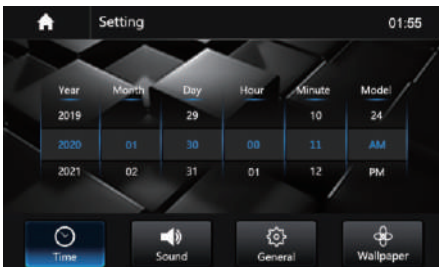 Setting 01:55
Year Month Day Hour Minute Model
2019 29 10 24
2020 01 30 00 11 AM
2021 02 31 01 12 PM
Time Sound General Wallpaper